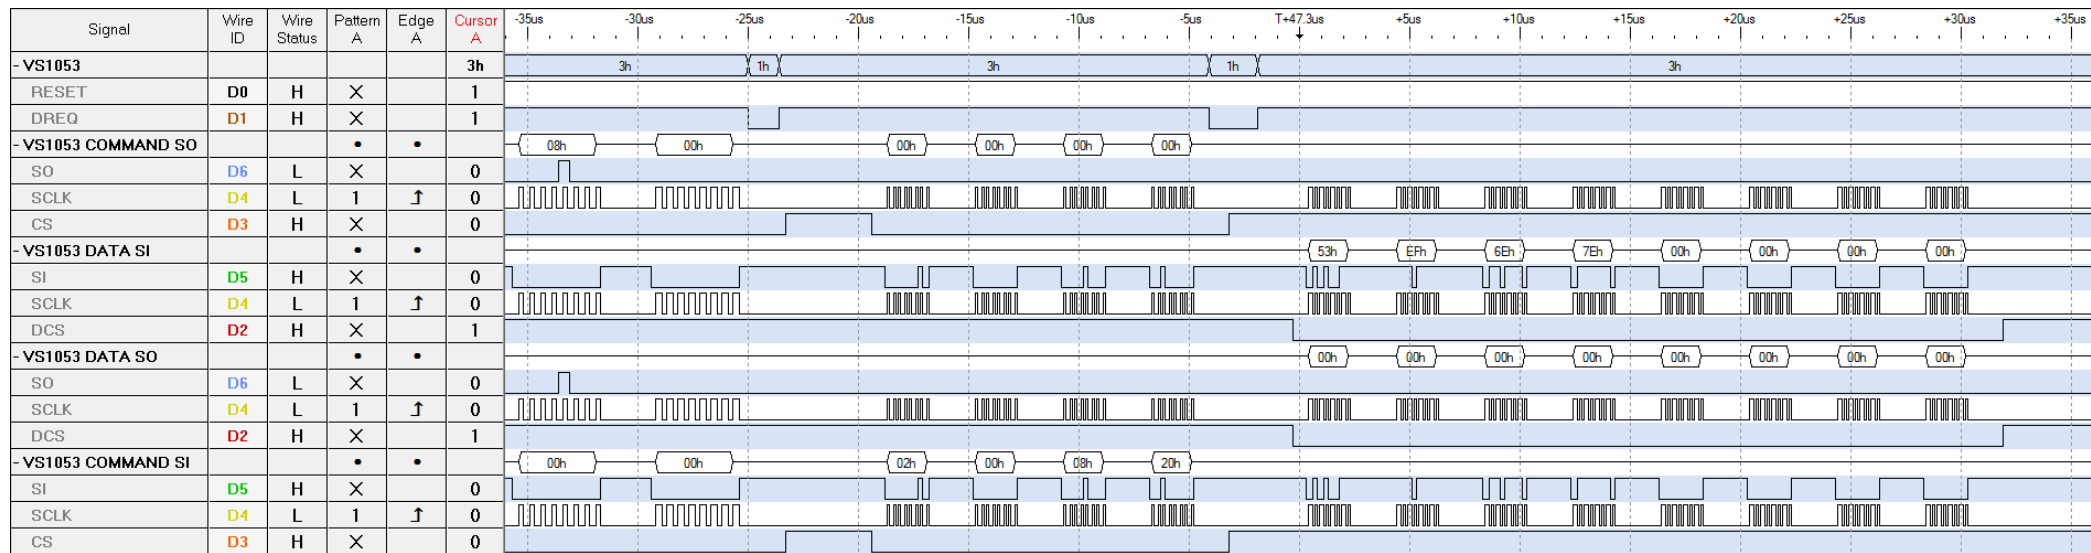 Signal Wire ID Wire Status Pattern A Edge A Cursor A -35us -30us -25us -20us -15us -10us -5us T+47.3us +5us +10us +15us +20us +25us +30us +35us
- VS1053 3h 3h 1h 3h 1h 3h
RESET D0 H X 1
DREQ D1 H X 1
- VS1053 COMMAND SO 08h 00h 00h 00h 00h 00h
SO D6 L X 0
SCLK D4 L 1 0
CS D3 H X 0
- VS1053 DATA SI 53h EFh 6Eh 7Eh 00h 00h 00h 00h
SI D5 H X 0
SCLK D4 L 1 0
DCS D2 H X 1
- VS1053 DATA SO 00h 00h 00h 00h 00h 00h 00h 00h
SO D6 L X 0
SCLK D4 L 1 0
DCS D2 H X 1
- VS1053 COMMAND SI 00h 00h 02h 00h 08h 20h
SI D5 H X 0
SCLK D4 L 1 0
CS D3 H X 0